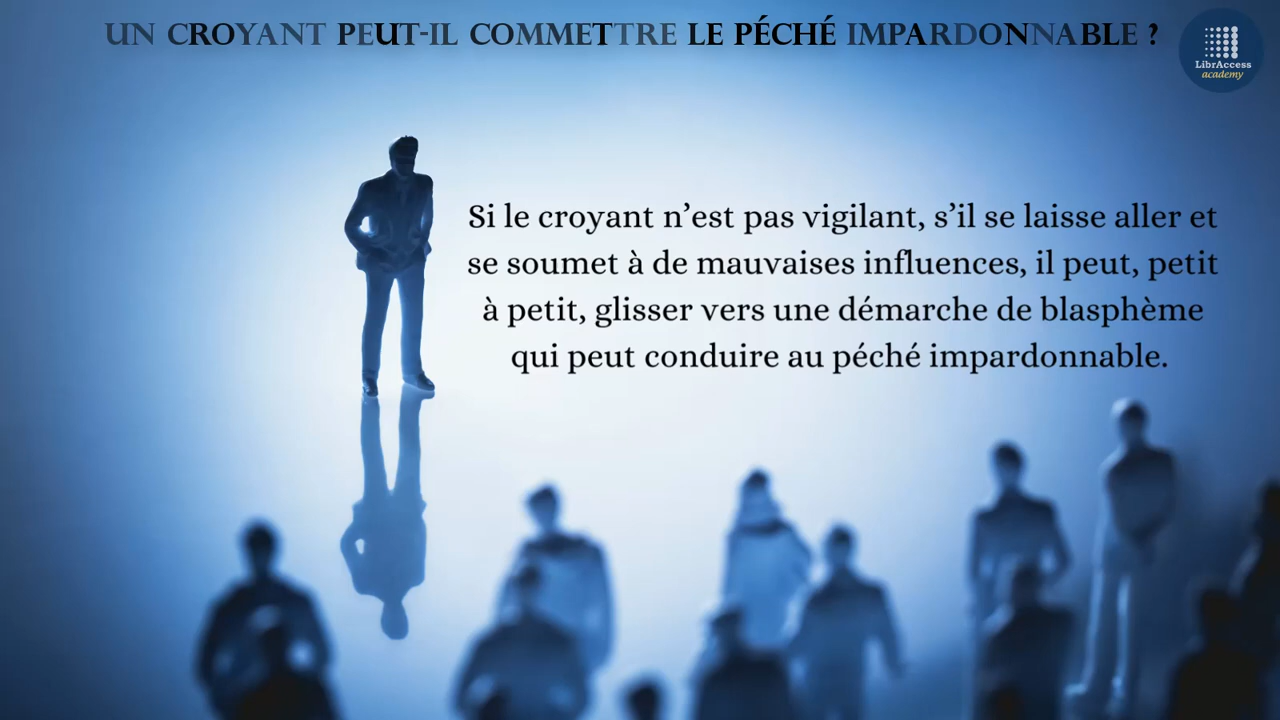 UN CROYANT PEUT-IL COMMETTRE LE PÉCHÉ IMPARDONNABLE ?
LibrAccess
academy
Si le croyant n’est pas vigilant, s’il se laisse aller et
se soumet à de mauvaises influences, il peut, petit
à petit, glisser vers une démarche de blasphème
qui peut conduire au péché impardonnable.